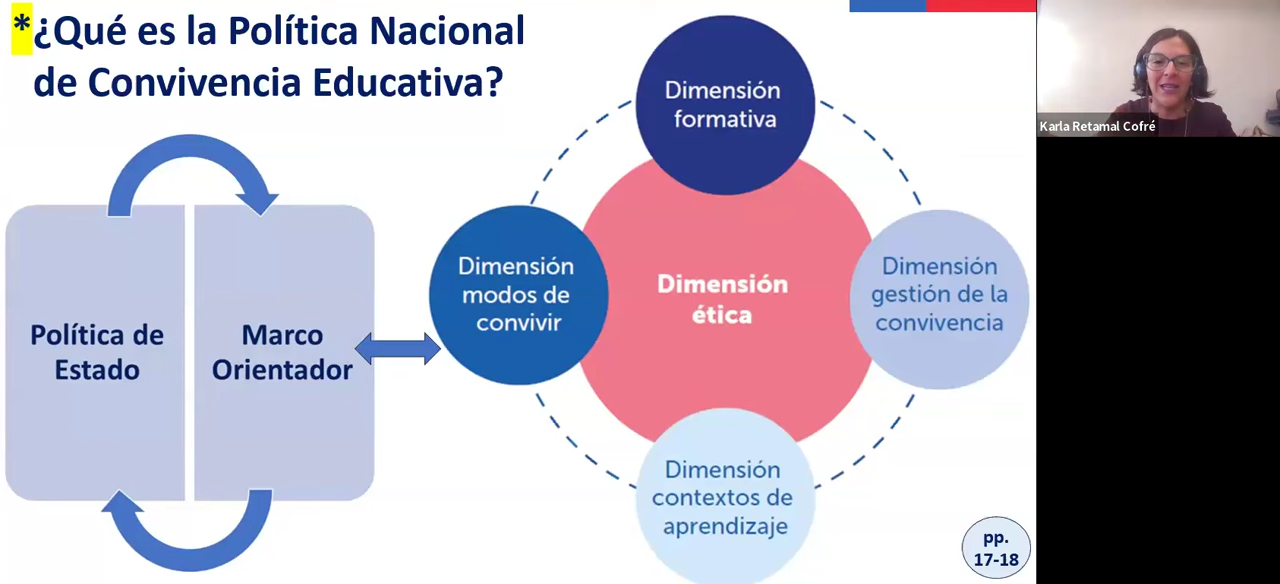 *¿Qué es la Política Nacional
de Convivencia Educativa?
Política de
Estado
Marco
Orientador
Dimensión
formativa
Dimensión
modos de
convivir
Dimensión
ética
Dimensión
gestión de la
convivencia
Dimensión
contextos de
aprendizaje
pp.
17-18
Karla Retamal Cofré